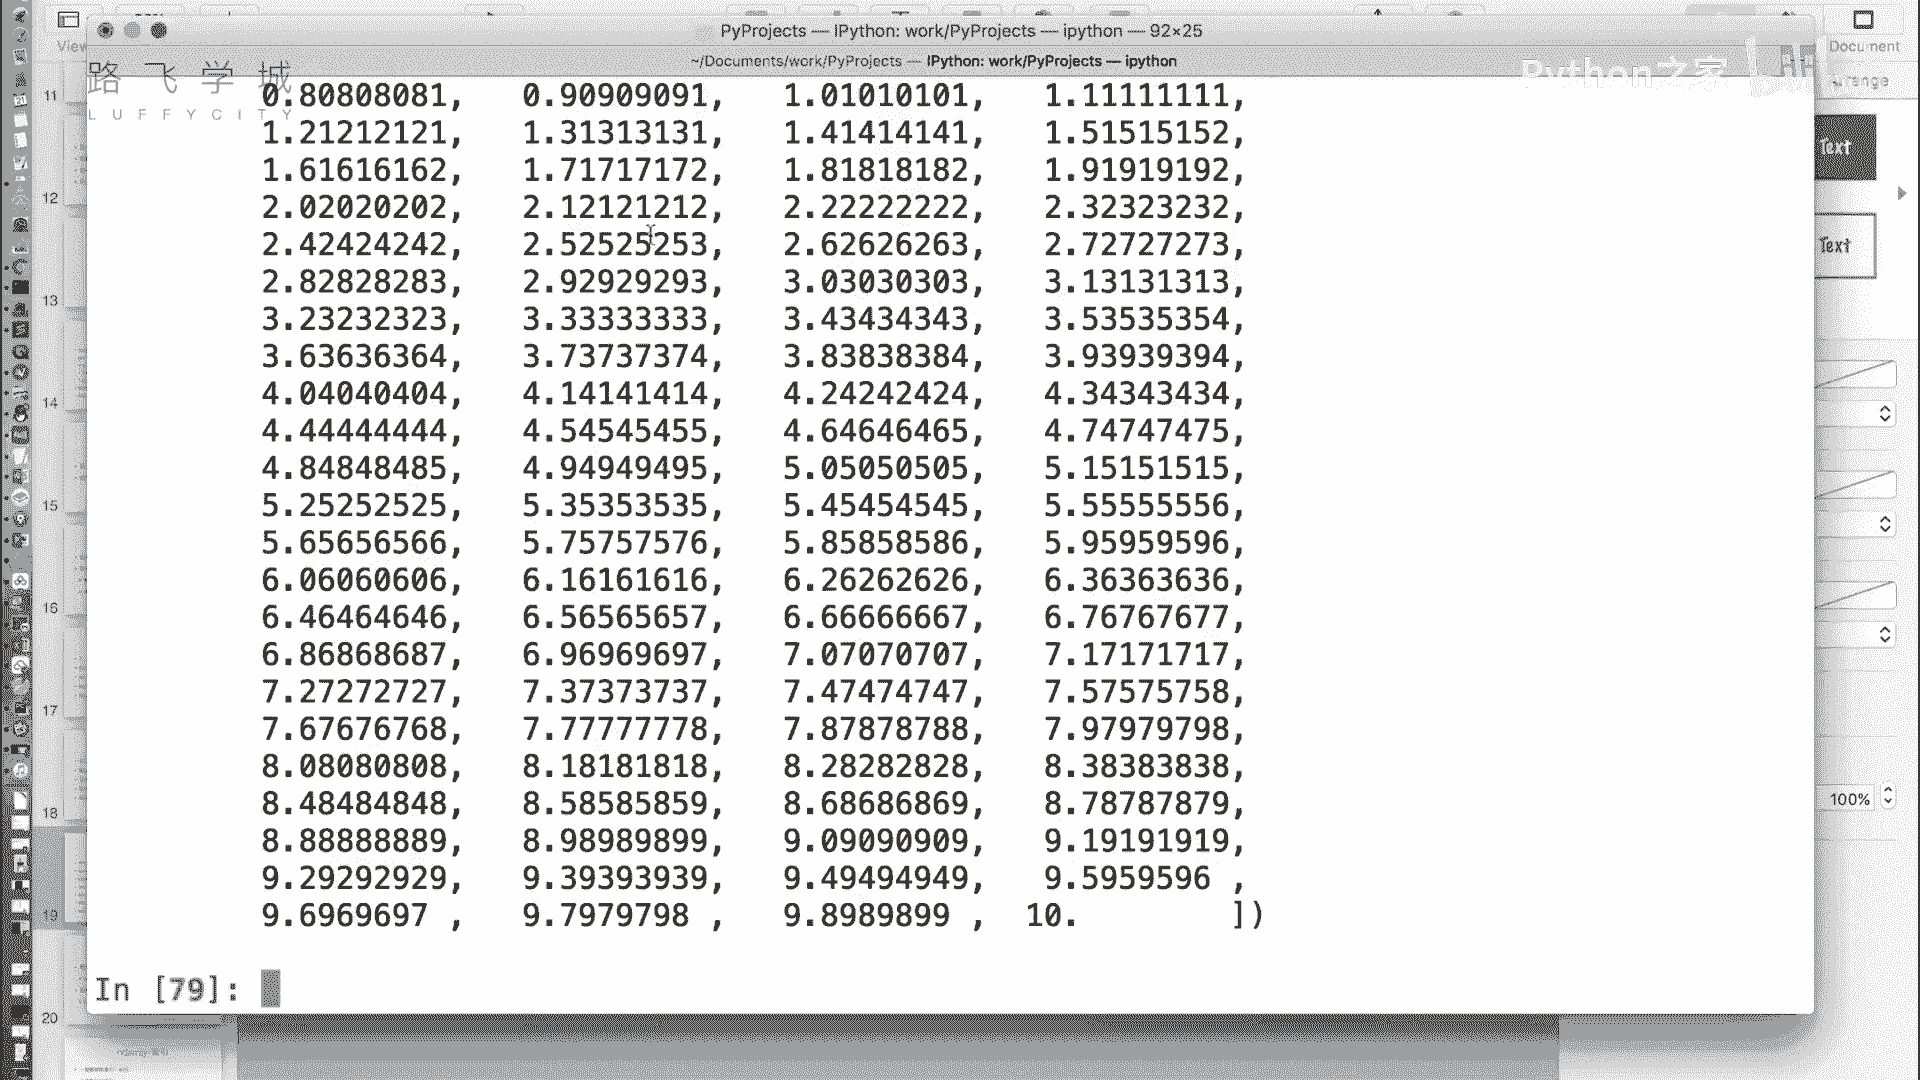 PyProjects — IPython: work/PyProjects — ipython — 92×25
View
Document
~/Documents/work/PyProjects — IPython: work/PyProjects — ipython
路飞学城
LUFFYCITY
Python之家
0.80808081, 0.90909091, 1.01010101, 1.11111111,
1.21212121, 1.31313131, 1.41414141, 1.51515152,
1.61616162, 1.71717172, 1.81818182, 1.91919192,
2.02020202, 2.12121212, 2.22222222, 2.32323232,
2.42424242, 2.52525253, 2.62626263, 2.72727273,
2.82828283, 2.92929293, 3.03030303, 3.13131313,
3.23232323, 3.33333333, 3.43434343, 3.53535354,
3.63636364, 3.73737374, 3.83838384, 3.93939394,
4.04040404, 4.14141414, 4.24242424, 4.34343434,
4.44444444, 4.54545455, 4.64646465, 4.74747475,
4.84848485, 4.94949495, 5.05050505, 5.15151515,
5.25252525, 5.35353535, 5.45454545, 5.55555556,
5.65656566, 5.75757576, 5.85858586, 5.95959596,
6.06060606, 6.16161616, 6.26262626, 6.36363636,
6.46464646, 6.56565657, 6.66666667, 6.76767677,
6.86868687, 6.96969697, 7.07070707, 7.17171717,
7.27272727, 7.37373737, 7.47474747, 7.57575758,
7.67676768, 7.77777778, 7.87878788, 7.97979798,
8.08080808, 8.18181818, 8.28282828, 8.38383838,
8.48484848, 8.58585859, 8.68686869, 8.78787879,
8.88888889, 8.98989899, 9.09090909, 9.19191919,
9.29292929, 9.39393939, 9.49494949, 9.5959596 ,
9.6969697 , 9.7979798 , 9.8989899 , 10. ])
In [79]:
11
12
13
14
15
16
17
18
19
20
Text
Text
100%